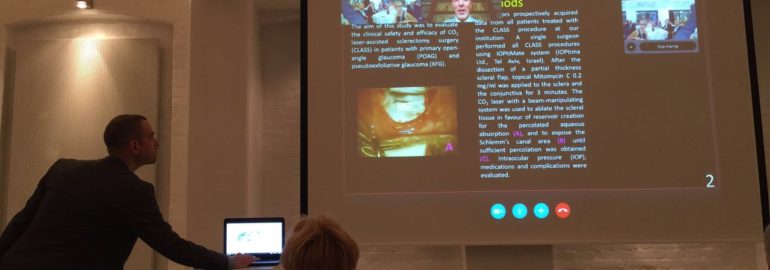 The aim of this study was to evaluate
the clinical safety and efficacy of CO2
laser-assisted sclerectomy surgery
(CLASS) in patients with primary open-
angle glaucoma (POAG) and
pseudoexfoliative glaucoma (XFG).
A
data from all patients treated with
the CLASS procedure at our
institution. A single surgeon
performed all CLASS procedures
using IOPtiMate system (IOPtima
Ltd., Tel Aviv, Israel). After the
dissection of a partial thickness
scleral flap, topical Mitomycin C 0.2
mg/ml was applied to the sclera and
the conjunctiva for 3 minutes. The
CO2 laser with a beam-manipulating
system was used to ablate the scleral
tissue in favour of reservoir creation
for the percolated aqueous
absorption (A), and to expose the
Schlemm's canal area (B) until
sufficient percolation was obtained
(C). Intraocular pressure (IOP),
medications and complications were
evaluated.
2